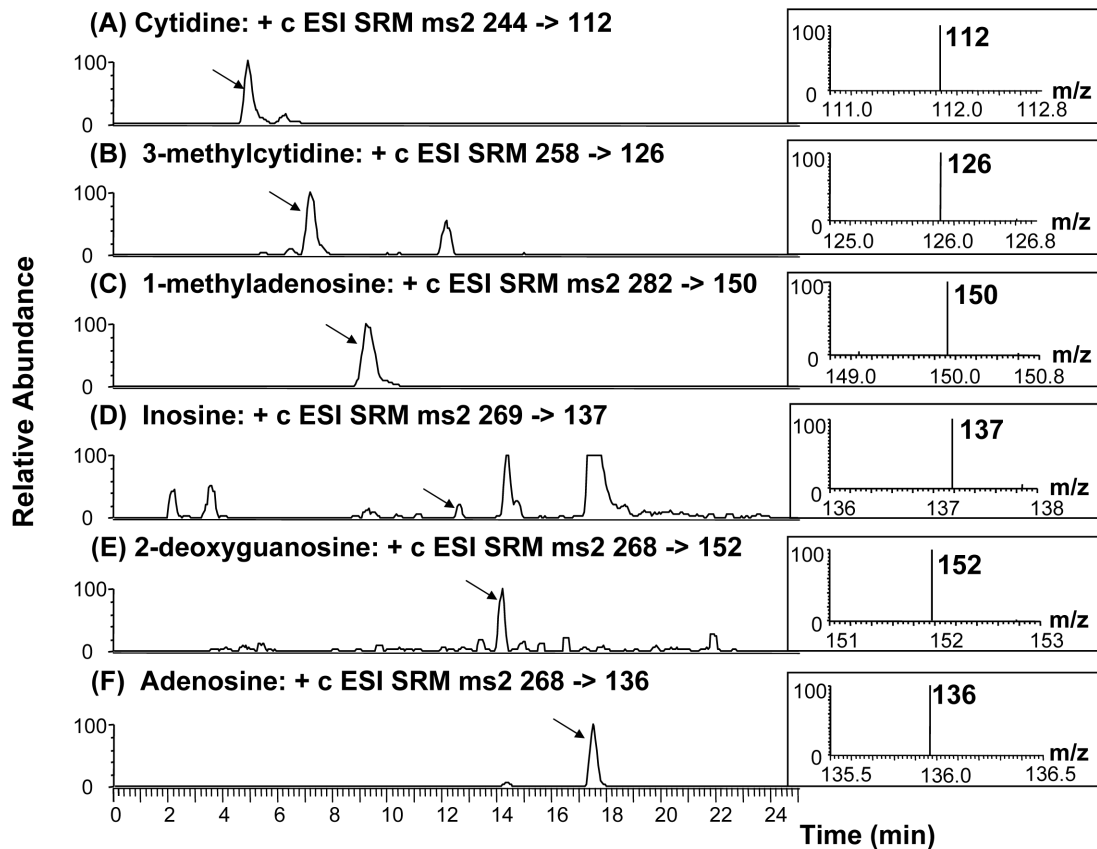 (A) Cytidine: + c ESI SRM ms2 244 -> 112
100
0
100
0
112
m/z
111.0 112.0 112.8
(B) 3-methylcytidine: + c ESI SRM 258 -> 126
100
0
100
0
126
m/z
125.0 126.0 126.8
(C) 1-methyladenosine: + c ESI SRM ms2 282 -> 150
100
0
100
0
150
m/z
149.0 150.0 150.8
Relative Abundance
(D) Inosine: + c ESI SRM ms2 269 -> 137
100
0
100
0
137
m/z
136 137 138
(E) 2-deoxyguanosine: + c ESI SRM ms2 268 -> 152
100
0
100
0
152
m/z
151 152 153
(F) Adenosine: + c ESI SRM ms2 268 -> 136
100
0
100
0
136
m/z
135.5 136.0 136.5
0 2 4 6 8 10 12 14 16 18 20 22 24
Time (min)